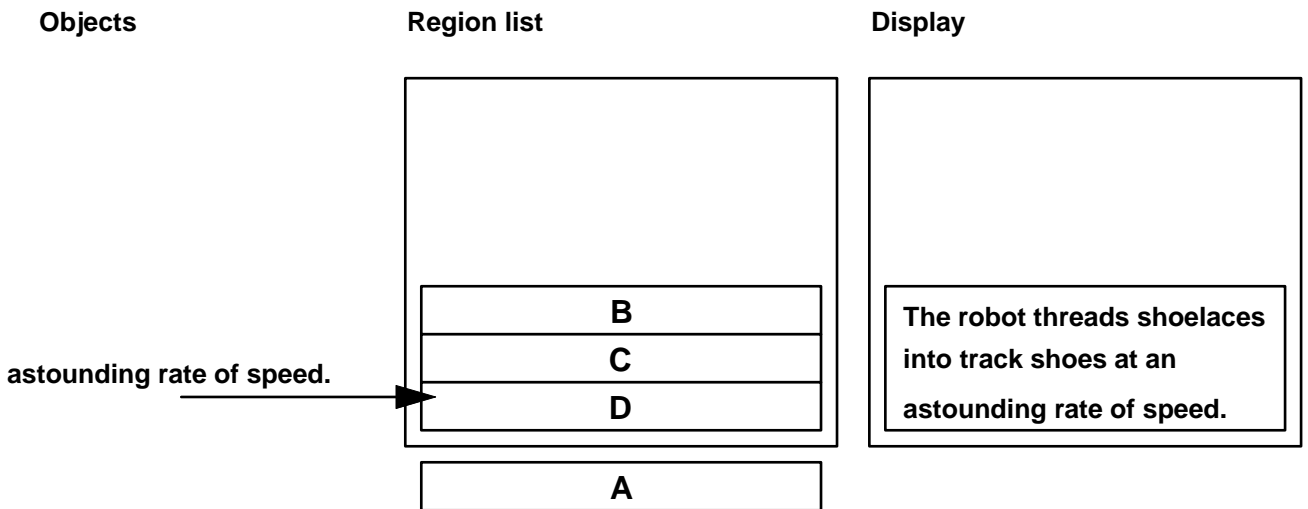 Objects
Region list
Display
B
C
D
A
astounding rate of speed.
The robot threads shoelaces
into track shoes at an
astounding rate of speed.